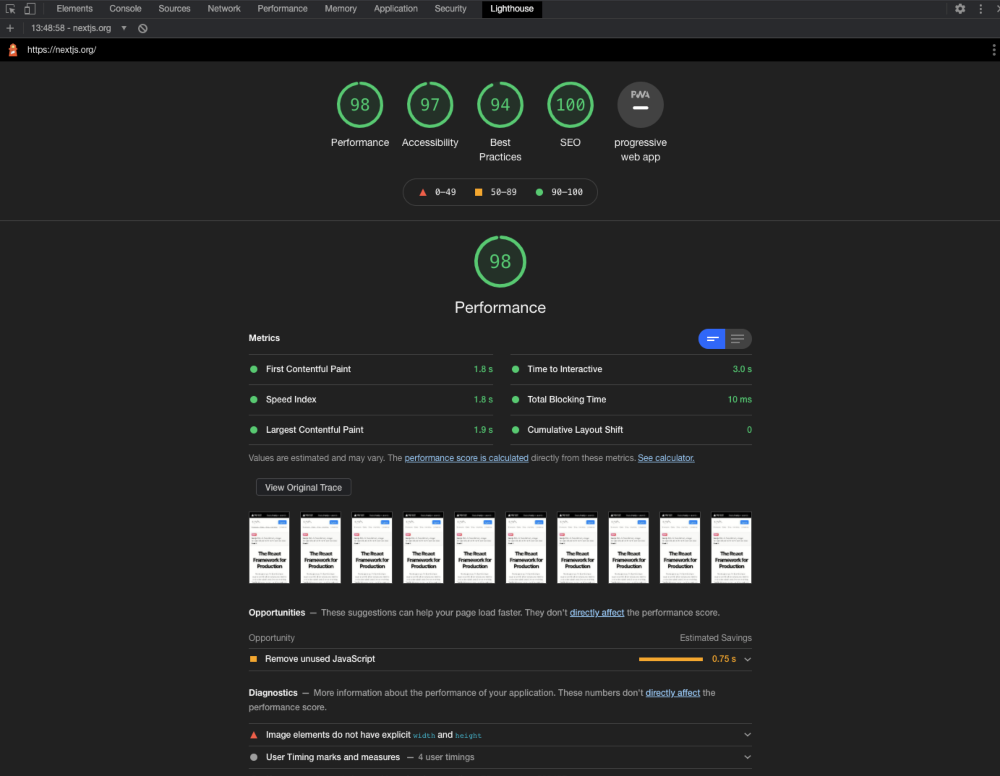 Elements Console Sources Network Performance Memory Application Security Lighthouse
13:48:58 - nextjs.org
https://nextjs.org/
98 97 94 100 PWA
Performance Accessibility Best Practices SEO progressive web app
0–49 50–89 90–100
98
Performance
Metrics
First Contentful Paint 1.8 s
Time to Interactive 3.0 s
Speed Index 1.8 s
Total Blocking Time 10 ms
Largest Contentful Paint 1.9 s
Cumulative Layout Shift 0
Values are estimated and may vary. The performance score is calculated directly from these metrics. See calculator.
View Original Trace
The React Framework for Production
The React Framework for Production
The React Framework for Production
The React Framework for Production
The React Framework for Production
The React Framework for Production
The React Framework for Production
The React Framework for Production
The React Framework for Production
The React Framework for Production
Opportunities — These suggestions can help your page load faster. They don't directly affect the performance score.
Opportunity Estimated Savings
Remove unused JavaScript 0.75 s
Diagnostics — More information about the performance of your application. These numbers don't directly affect the
performance score.
Image elements do not have explicit width and height
User Timing marks and measures — 4 user timings